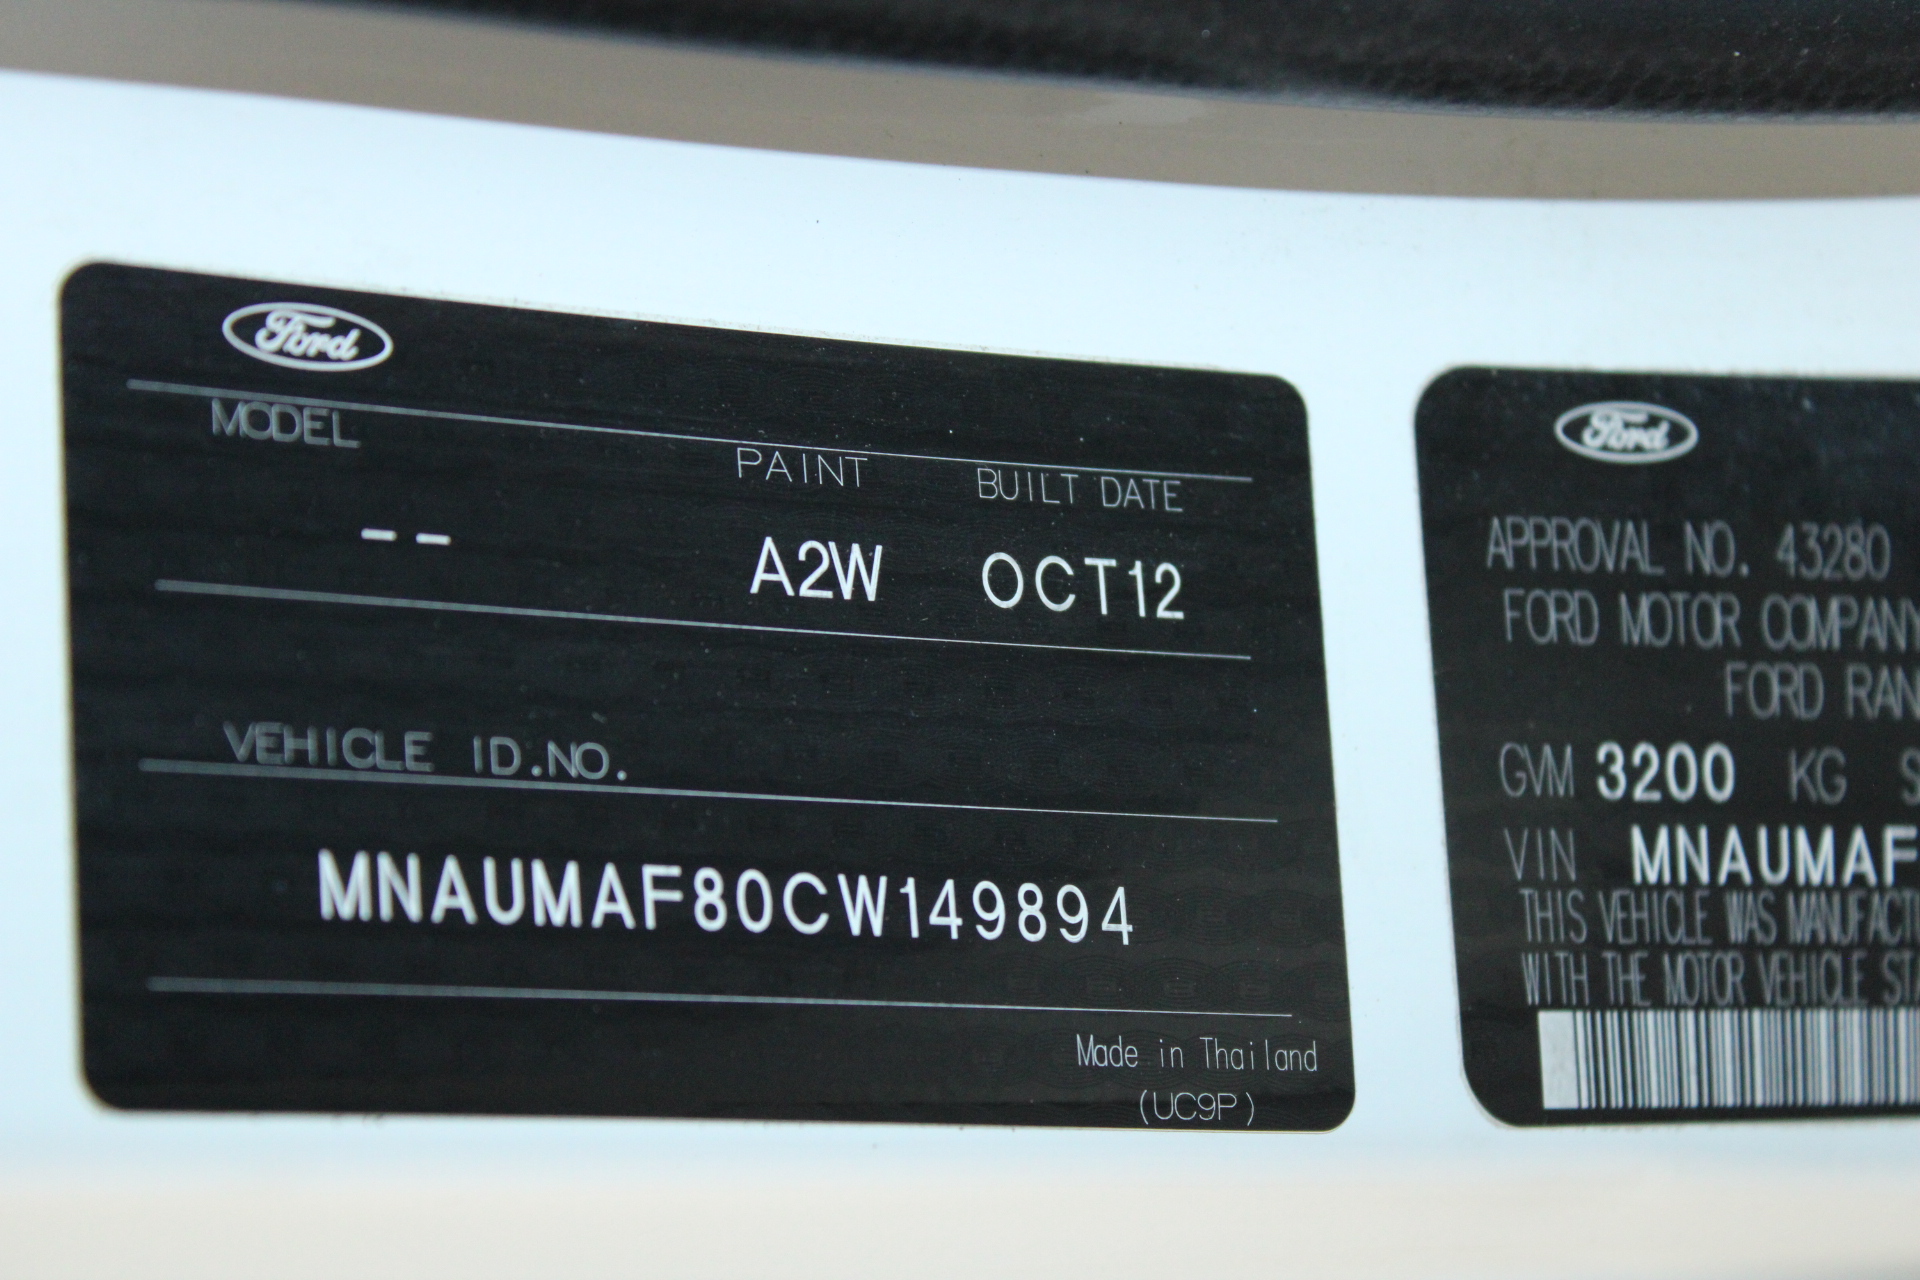 Ford
MODEL PAINT BUILT DATE
-- A2W OCT12
VEHICLE ID.NO.
MNAUMAF80CW149894
Made in Thailand
(UC9P)
Ford
APPROVAL NO. 43280
FORD MOTOR COMPANY
FORD RAN
GVM 3200 KG S
VIN MNAUMAF
THIS VEHICLE WAS MANUFACT
WITH THE MOTOR VEHICLE STA